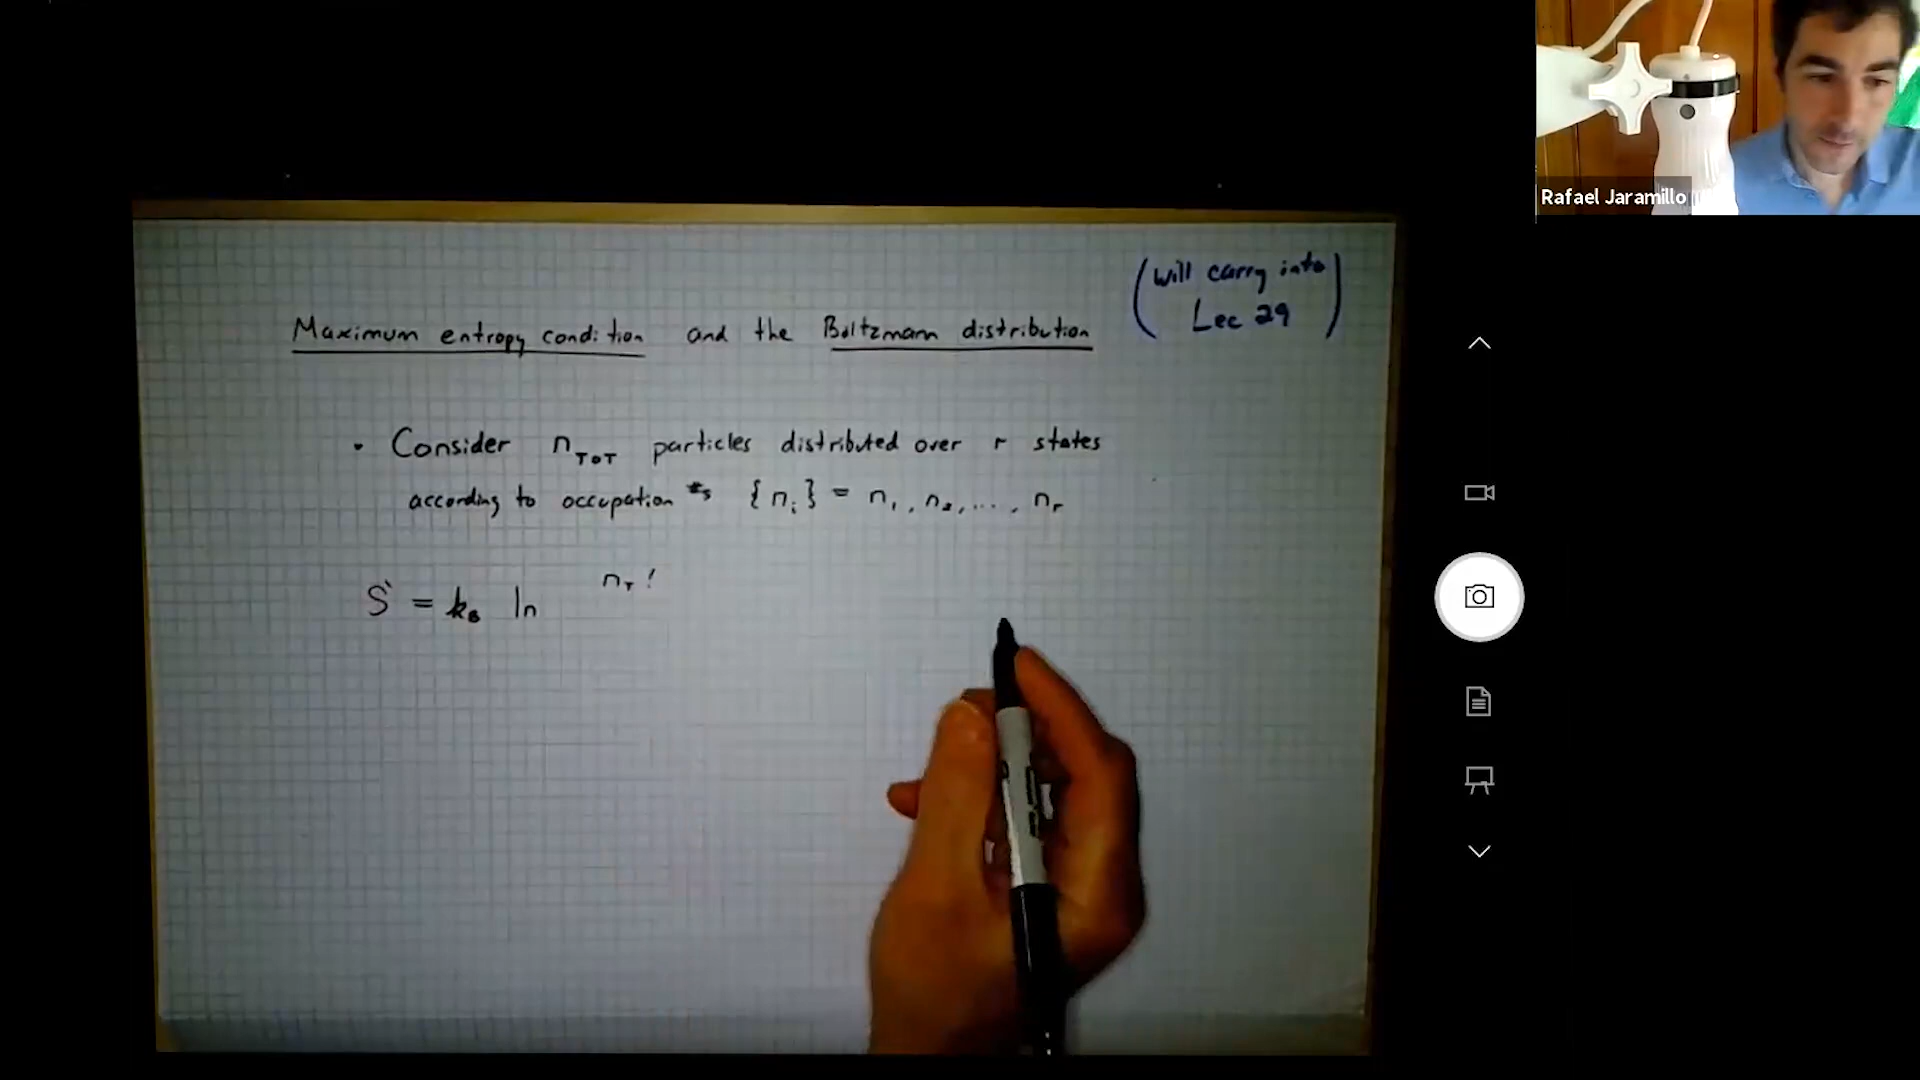 Rafael Jaramillo
(will carry into
Lec 29)
Maximum entropy condition and the Boltzmann distribution
• Consider n_TOT particles distributed over r states
according to occupation #s {n_i} = n_1, n_2, ..., n_r
S = k_B ln n_T!